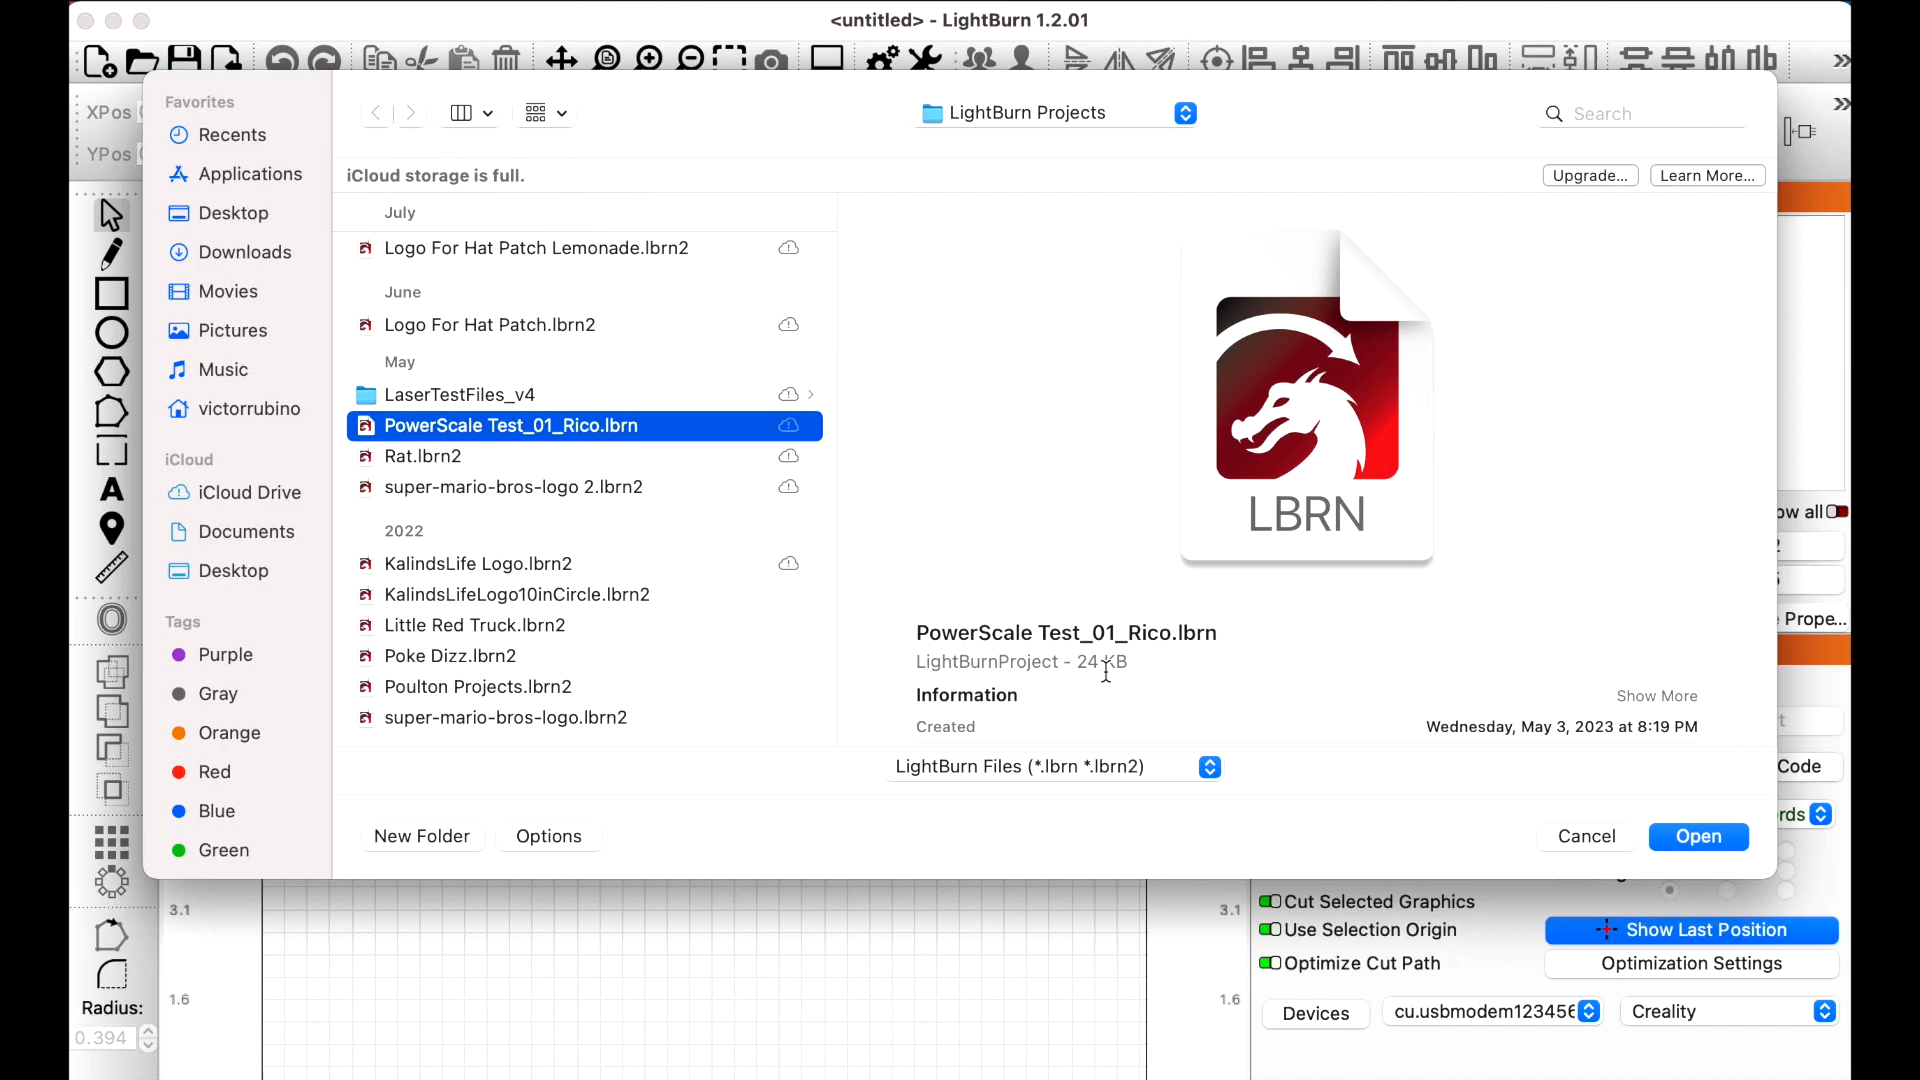 <untitled> - LightBurn 1.2.01
XPos
YPos
Favorites
Recents
Applications
Desktop
Downloads
Movies
Pictures
Music
victorrubino
iCloud
iCloud Drive
Documents
Desktop
Tags
Purple
Gray
Orange
Red
Blue
Green
LightBurn Projects
Search
iCloud storage is full.
Upgrade...
Learn More...
July
Logo For Hat Patch Lemonade.lbrn2
June
Logo For Hat Patch.lbrn2
May
LaserTestFiles_v4
PowerScale Test_01_Rico.lbrn
Rat.lbrn2
super-mario-bros-logo 2.lbrn2
2022
KalindsLife Logo.lbrn2
KalindsLifeLogo10inCircle.lbrn2
Little Red Truck.lbrn2
Poke Dizz.lbrn2
Poulton Projects.lbrn2
super-mario-bros-logo.lbrn2
LBRN
PowerScale Test_01_Rico.lbrn
LightBurnProject - 24 KB
Information
Show More
Created
Wednesday, May 3, 2023 at 8:19 PM
LightBurn Files (*.lbrn *.lbrn2)
New Folder
Options
Cancel
Open
ow all
Prope...
Code
rds
3.1
1.6
3.1
1.6
Radius:
0.394
Cut Selected Graphics
Use Selection Origin
Show Last Position
Optimize Cut Path
Optimization Settings
Devices
cu.usbmodem123456
Creality